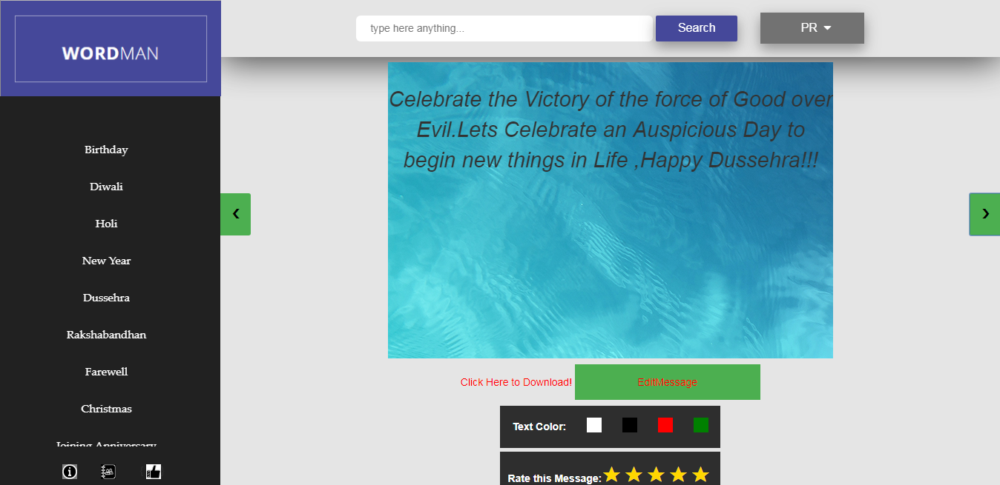 WORDMAN
type here anything...
Search
PR
Celebrate the Victory of the force of Good over
Evil.Lets Celebrate an Auspicious Day to
begin new things in Life ,Happy Dussehra!!!
Birthday
Diwali
Holi
New Year
Dussehra
Rakshabandhan
Farewell
Christmas
Joining Anniversary
Click Here to Download!
EditMessage
Text Color:
Rate this Message: